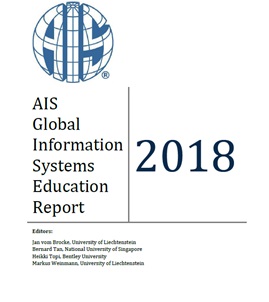 AIS
®
AIS
Global
Information
Systems
Education
Report
2018
Editors:
Jan vom Brocke, University of Liechtenstein
Bernard Tan, National University of Singapore
Heikki Topi, Bentley University
Markus Weinmann, University of Liechtenstein